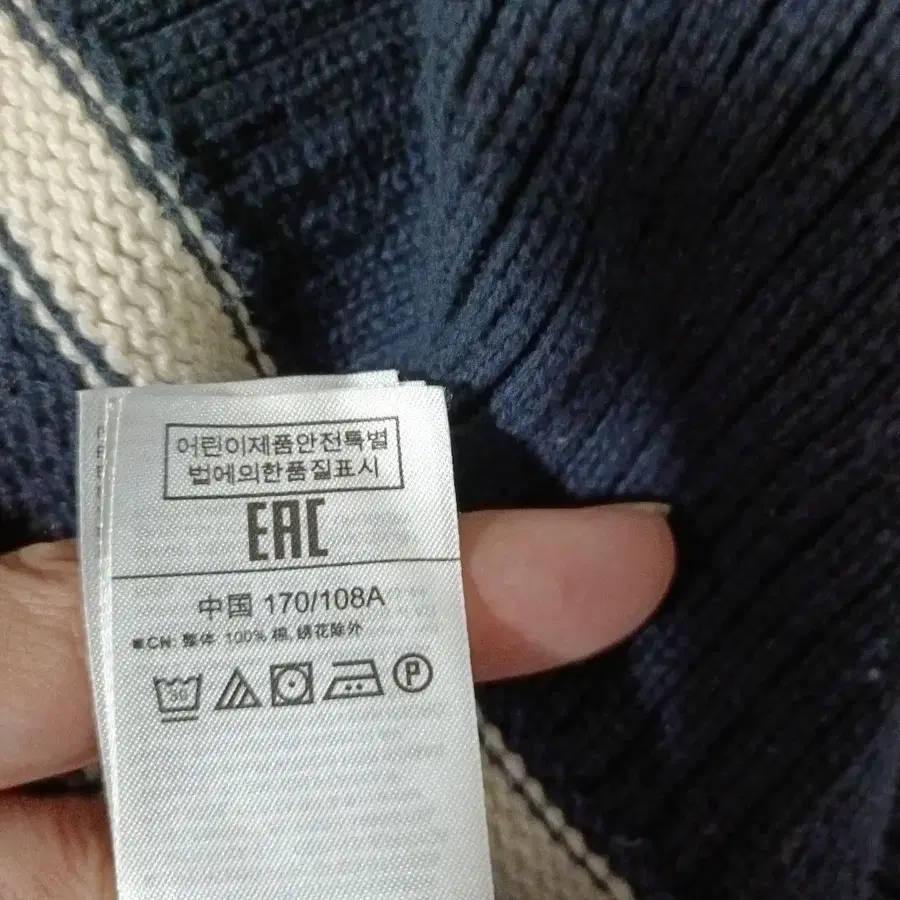 어린이제품안전특별
법에의한품질표시
EAC
中国 170/108A
CN: 整体 100% 棉, 绣花除外
30
P